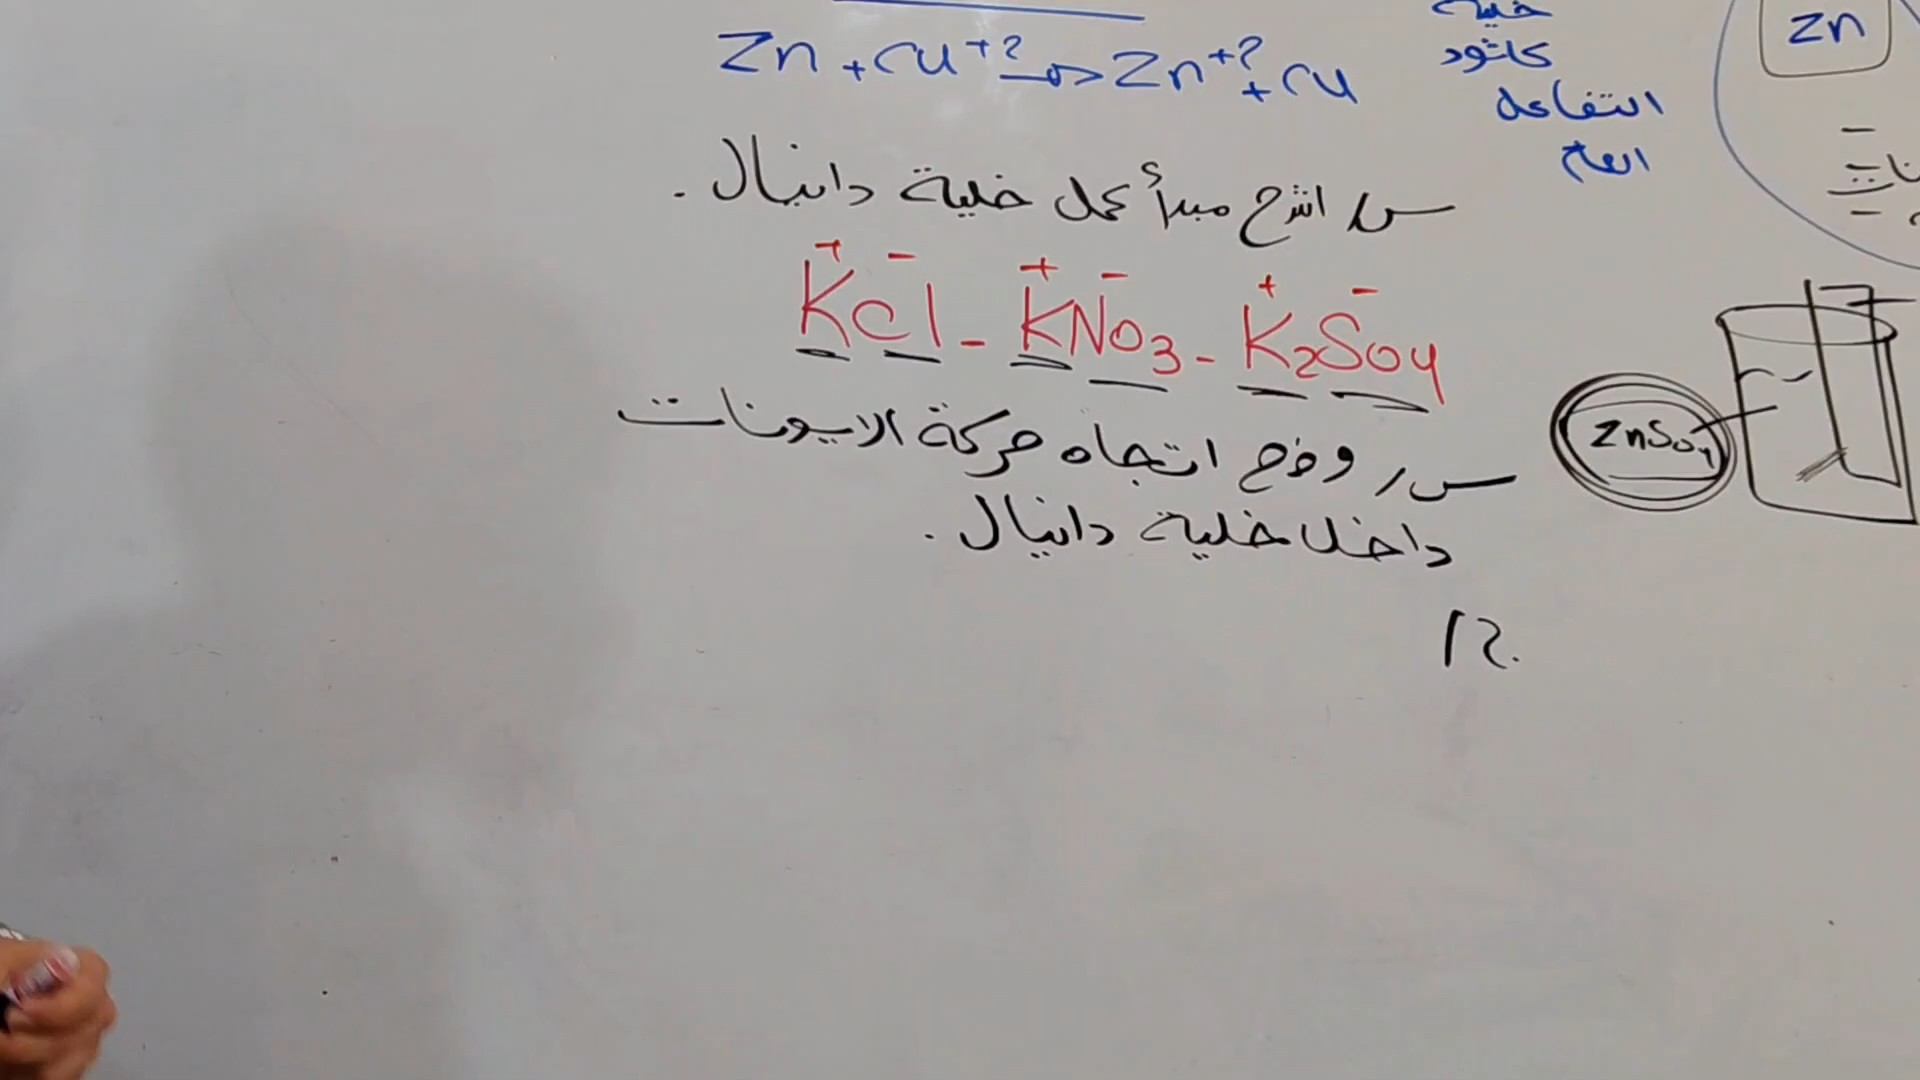 خلية
كاثود
Zn + Cu+2 → Zn+2 + Cu
التفاعل
العام
Zn
س/ اشرح مبدأ عمل خلية دانيال.
+ - + - + -
KCl - KNO3 - K2SO4
س/ وضح اتجاه حركة الايونات
داخل خلية دانيال.
ZnSO4
ج/